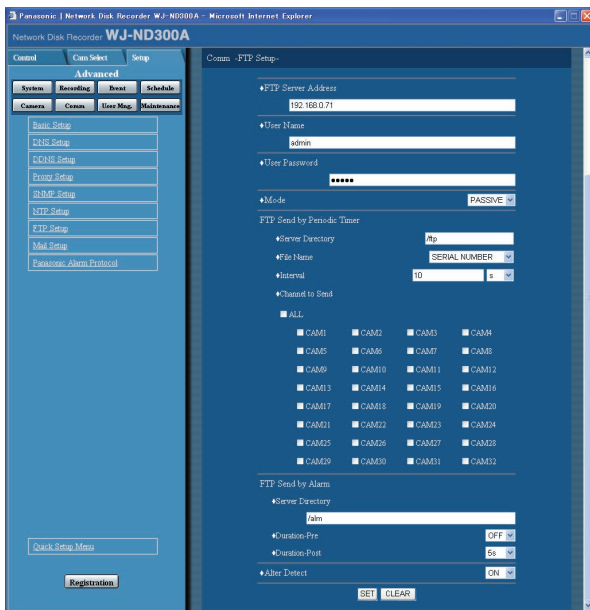 Panasonic | Network Disk Recorder WJ-ND300A - Microsoft Internet Explorer
Network Disk Recorder WJ-ND300A
Control Cam Select Setup
Advanced
System Recording Event Schedule
Camera Comm User Mng. Maintenance
Basic Setup
DNS Setup
DDNS Setup
Proxy Setup
SNMP Setup
NTP Setup
FTP Setup
Mail Setup
Panasonic Alarm Protocol
Quick Setup Menu
Registration
Comm -FTP Setup-
♦FTP Server Address
192.168.0.71
♦User Name
admin
♦User Password
•••••
♦Mode PASSIVE
FTP Send by Periodic Timer
♦Server Directory /ftp
♦File Name SERIAL NUMBER
♦Interval 10 s
♦Channel to Send
ALL
CAM1 CAM2 CAM3 CAM4
CAM5 CAM6 CAM7 CAM8
CAM9 CAM10 CAM11 CAM12
CAM13 CAM14 CAM15 CAM16
CAM17 CAM18 CAM19 CAM20
CAM21 CAM22 CAM23 CAM24
CAM25 CAM26 CAM27 CAM28
CAM29 CAM30 CAM31 CAM32
FTP Send by Alarm
♦Server Directory
/alm
♦Duration-Pre OFF
♦Duration-Post 5s
♦Alter Detect ON
SET CLEAR